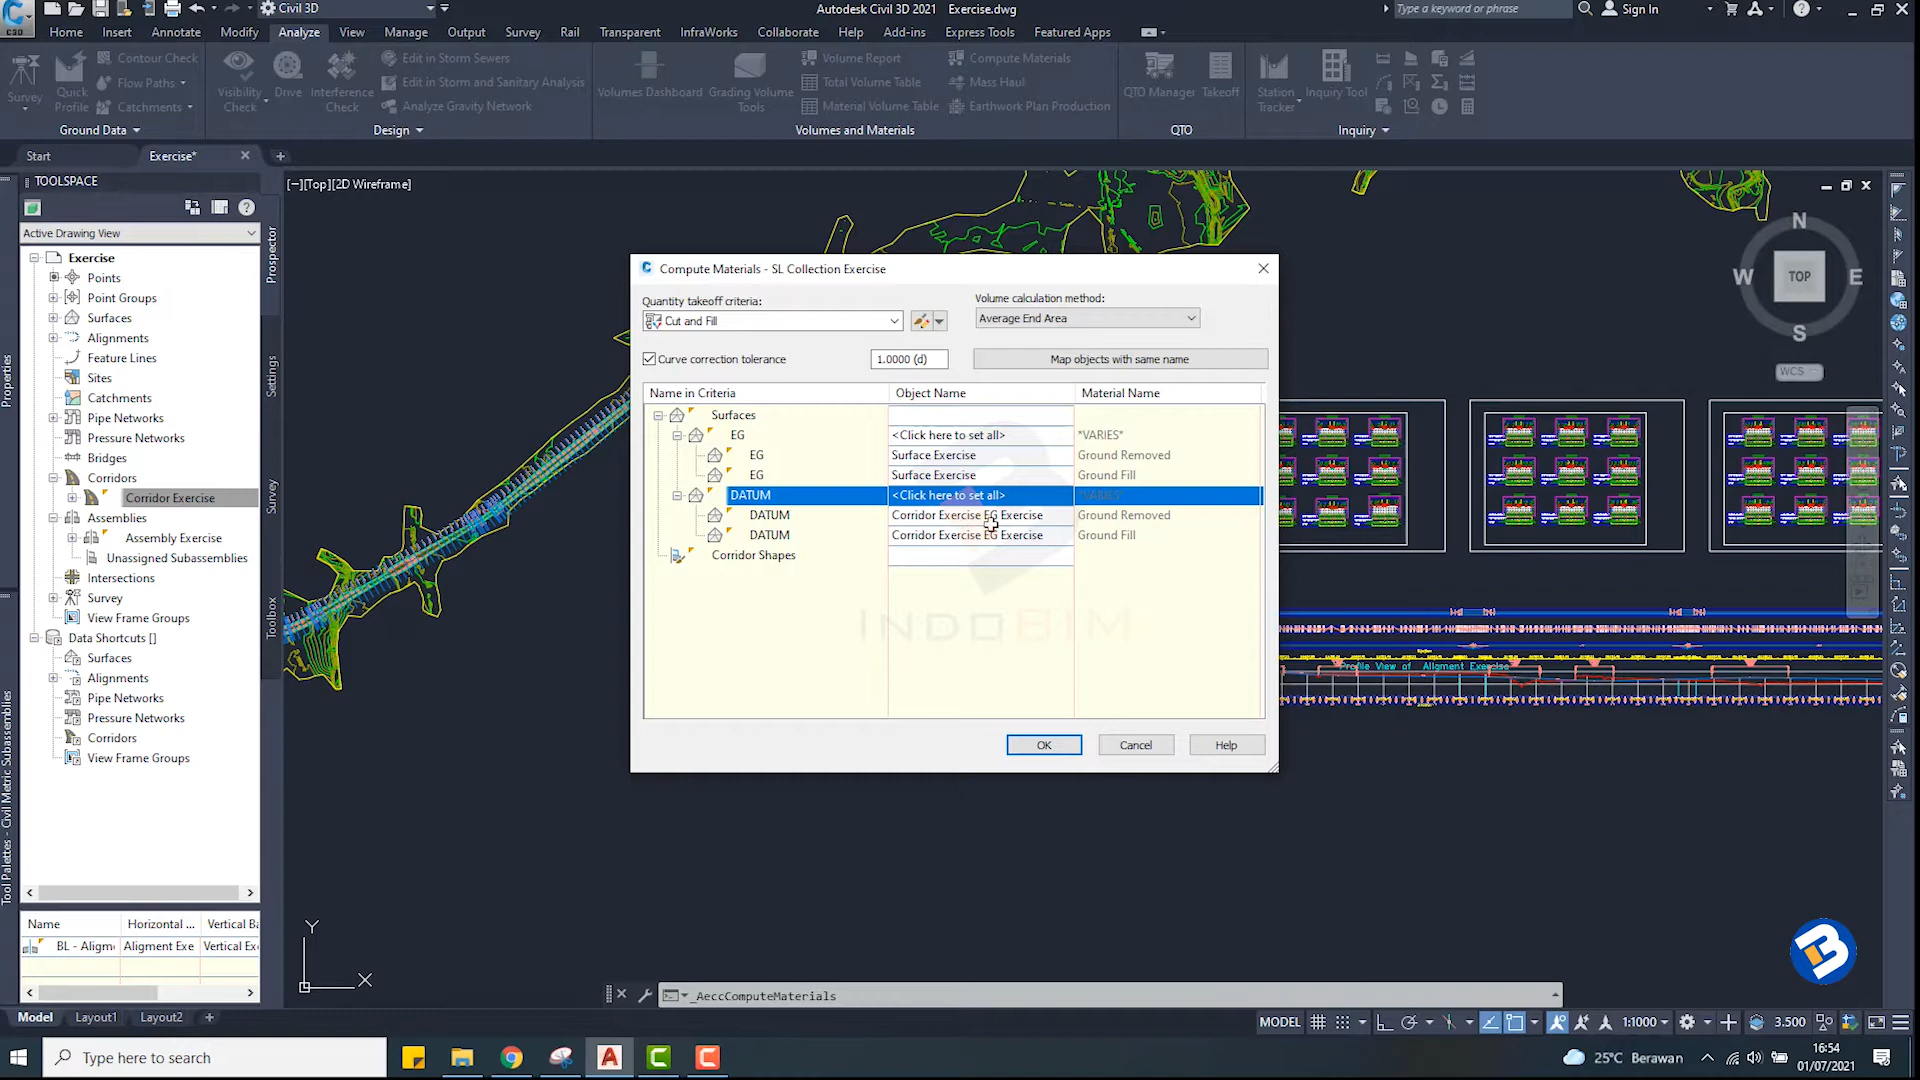 Civil 3D
Autodesk Civil 3D 2021 Exercise.dwg
Type a keyword or phrase
Sign In
C3D
Home Insert Annotate Modify Analyze View Manage Output Survey Rail Transparent InfraWorks Collaborate Help Add-ins Express Tools Featured Apps
Survey
Quick Profile
Contour Check
Flow Paths
Catchments
Ground Data
Visibility Check
Drive
Interference Check
Edit in Storm Sewers
Edit in Storm and Sanitary Analysis
Analyze Gravity Network
Design
Volumes Dashboard
Grading Volume Tools
Volume Report
Total Volume Table
Material Volume Table
Compute Materials
Mass Haul
Earthwork Plan Production
Volumes and Materials
QTO Manager
Takeoff
QTO
Station Tracker
Inquiry Tool
Inquiry
Start
Exercise*
TOOLSPACE
Active Drawing View
Exercise
Points
Point Groups
Surfaces
Alignments
Feature Lines
Sites
Catchments
Pipe Networks
Pressure Networks
Bridges
Corridors
Corridor Exercise
Assemblies
Assembly Exercise
Unassigned Subassemblies
Intersections
Survey
View Frame Groups
Data Shortcuts []
Surfaces
Alignments
Pipe Networks
Pressure Networks
Corridors
View Frame Groups
Prospector
Settings
Survey
Toolbox
Properties
Tool Palettes - Civil Metric Subassemblies
Name Horizontal ... Vertical Ba
BL - Aligm Aligment Exe Vertical Exe
[−][Top][2D Wireframe]
Compute Materials - SL Collection Exercise
Quantity takeoff criteria:
Cut and Fill
Volume calculation method:
Average End Area
Curve correction tolerance
1.0000 (d)
Map objects with same name
Name in Criteria Object Name Material Name
Surfaces
EG <Click here to set all> *VARIES*
EG Surface Exercise Ground Removed
EG Surface Exercise Ground Fill
DATUM <Click here to set all> *VARIES*
DATUM Corridor Exercise EG Exercise Ground Removed
DATUM Corridor Exercise EG Exercise Ground Fill
Corridor Shapes
INDOBIM
OK
Cancel
Help
N
W TOP E
S
WCS
Profile View of Aligment Exercise
Y
X
_AeccComputeMaterials
Model Layout1 Layout2
MODEL
1:1000
3.500
Type here to search
25°C Berawan
16:54
01/07/2021